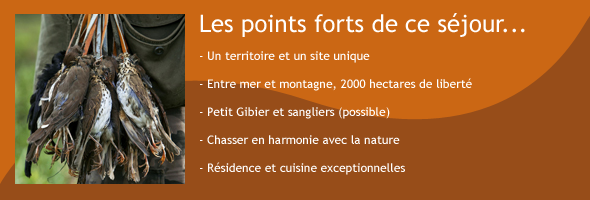 Les points forts de ce séjour...
- Un territoire et un site unique
- Entre mer et montagne, 2000 hectares de liberté
- Petit Gibier et sangliers (possible)
- Chasser en harmonie avec la nature
- Résidence et cuisine exceptionnelles